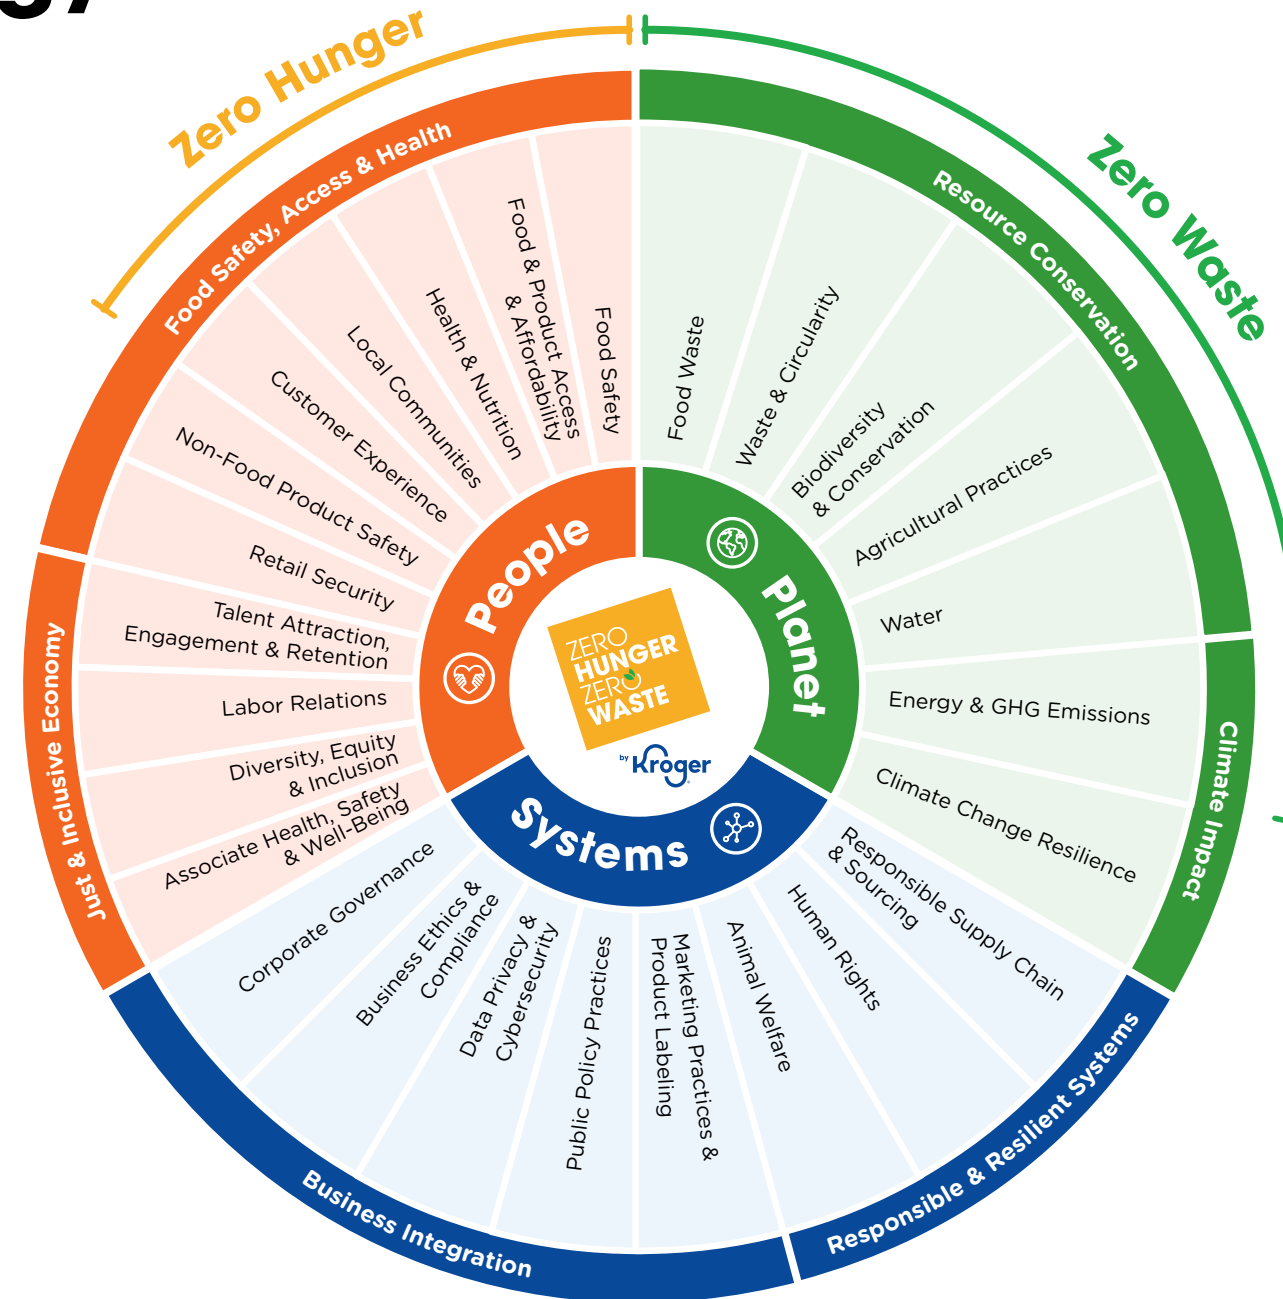 Zero Hunger
Zero Waste
Food Safety, Access & Health
Resource Conservation
Climate Impact
Responsible & Resilient Systems
Business Integration
Just & Inclusive Economy
Food Waste
Waste & Circularity
Biodiversity
& Conservation
Agricultural Practices
Water
Energy & GHG Emissions
Climate Change Resilience
Responsible Supply Chain
& Sourcing
Human Rights
Animal Welfare
Marketing Practices &
Product Labeling
Public Policy Practices
Data Privacy &
Cybersecurity
Business Ethics &
Compliance
Corporate Governance
Associate Health, Safety
& Well-Being
Diversity, Equity
& Inclusion
Labor Relations
Talent Attraction,
Engagement & Retention
Retail Security
Non-Food Product Safety
Customer Experience
Local Communities
Health & Nutrition
Food & Product Access
& Affordability
Food Safety
People
Planet
Systems
ZERO
HUNGER
ZERO
WASTE
by Kroger